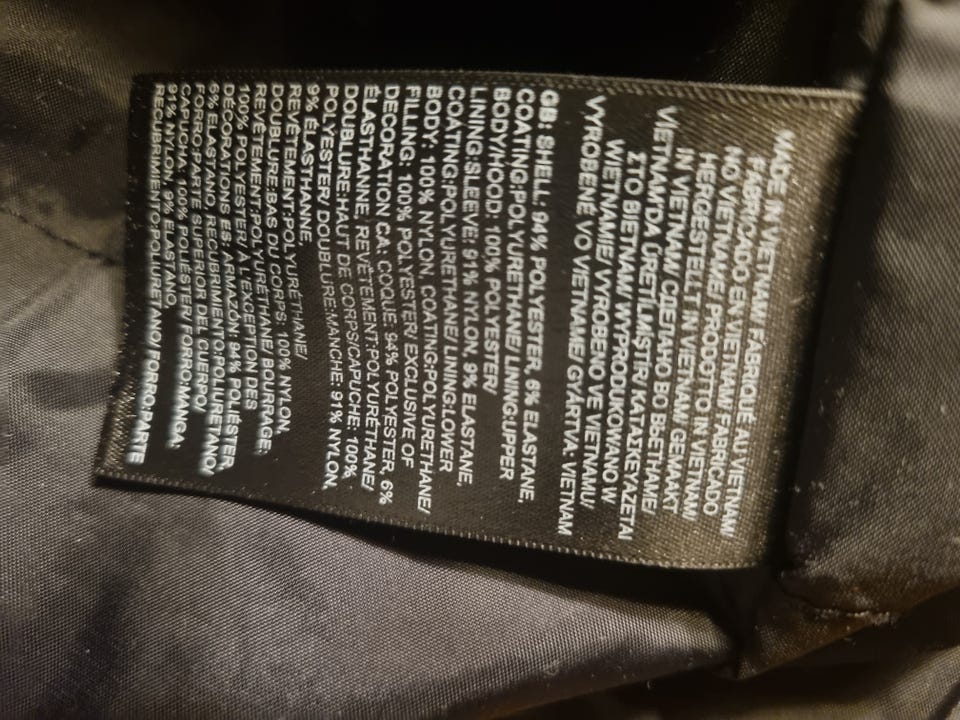 MADE IN VIETNAM/ FABRIQUÉ AU VIETNAM/
FABRICADO EN VIETNAM/ FABRICADO
NO VIETNAME/ PRODOTTO IN VIETNAM/
HERGESTELLT IN VIETNAM/ GEMAAKT
IN VIETNAM/ СДЕЛАНО ВО ВЬЕТНАМЕ/
VİETNAM'DA ÜRETİLMİŞTİR/ ΚΑΤΑΣΚΕΥΑΖΕΤΑΙ
ΣΤΟ ΒΙΕΤΝΑΜ/ WYPRODUKOWANO W
WIETNAMIE/ VYROBENO VE VIETNAMU/
VYROBENÉ VO VIETNAME/ GYÁRTVA: VIETNAM
GB: SHELL: 94% POLYESTER, 6% ELASTANE,
COATING:POLYURETHANE/ LINING:UPPER
BODY/HOOD: 100% POLYESTER/
LINING:SLEEVE: 91% NYLON, 9% ELASTANE,
COATING:POLYURETHANE/ LINING:LOWER
BODY: 100% NYLON, COATING:POLYURETHANE/
FILLING: 100% POLYESTER/ EXCLUSIVE OF
DECORATION CA: COQUE: 94% POLYESTER, 6%
ÉLASTHANNE, REVÊTEMENT:POLYURÉTHANE/
DOUBLURE:HAUT DE CORPS/CAPUCHE: 100%
POLYESTER/ DOUBLURE:MANCHE: 91% NYLON,
9% ÉLASTHANNE,
REVÊTEMENT:POLYURÉTHANE/
DOUBLURE:BAS DU CORPS: 100% NYLON,
REVÊTEMENT:POLYURÉTHANE/ BOURRAGE:
100% POLYESTER/ À L'EXCEPTION DES
DÉCORATIONS ES: ARMAZÓN: 94% POLIÉSTER,
6% ELASTANO, RECUBRIMIENTO:POLIURETANO/
FORRO:PARTE SUPERIOR DEL CUERPO/
CAPUCHA: 100% POLIÉSTER/ FORRO:MANGA:
91% NYLON, 9% ELASTANO,
RECUBRIMIENTO:POLIURETANO/ FORRO:PARTE